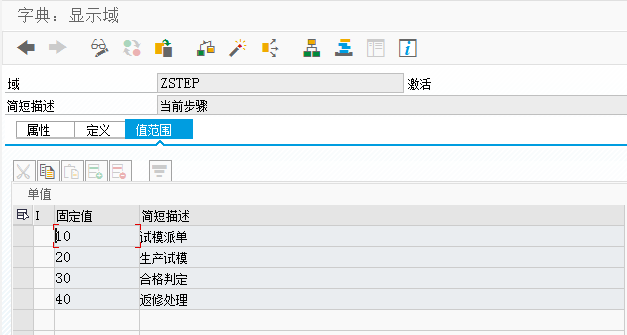 字典：显示域
域 ZSTEP 激活
简短描述 当前步骤
属性 定义 值范围
单值
I 固定值 简短描述
10 试模派单
20 生产试模
30 合格判定
40 返修处理